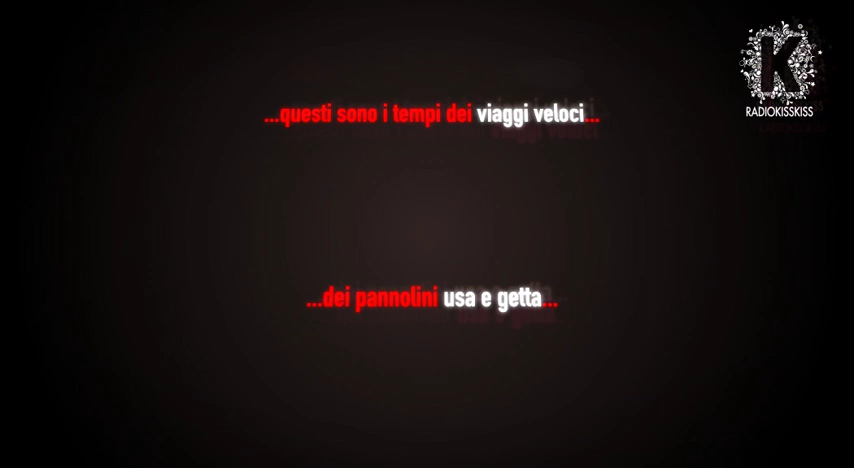 RADIOKISSKISS
...questi sono i tempi dei viaggi veloci...
...dei pannolini usa e getta...